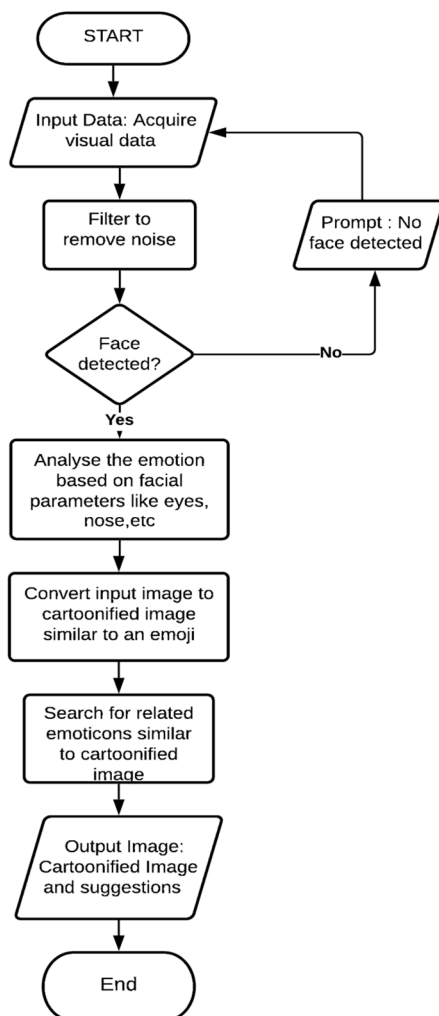 START
Input Data: Acquire
visual data
Filter to
remove noise
Prompt : No
face detected
Face
detected?
No
Yes
Analyse the emotion
based on facial
parameters like eyes,
nose,etc
Convert input image to
cartoonified image
similar to an emoji
Search for related
emoticons similar
to cartoonified
image
Output Image:
Cartoonified Image
and suggestions
End